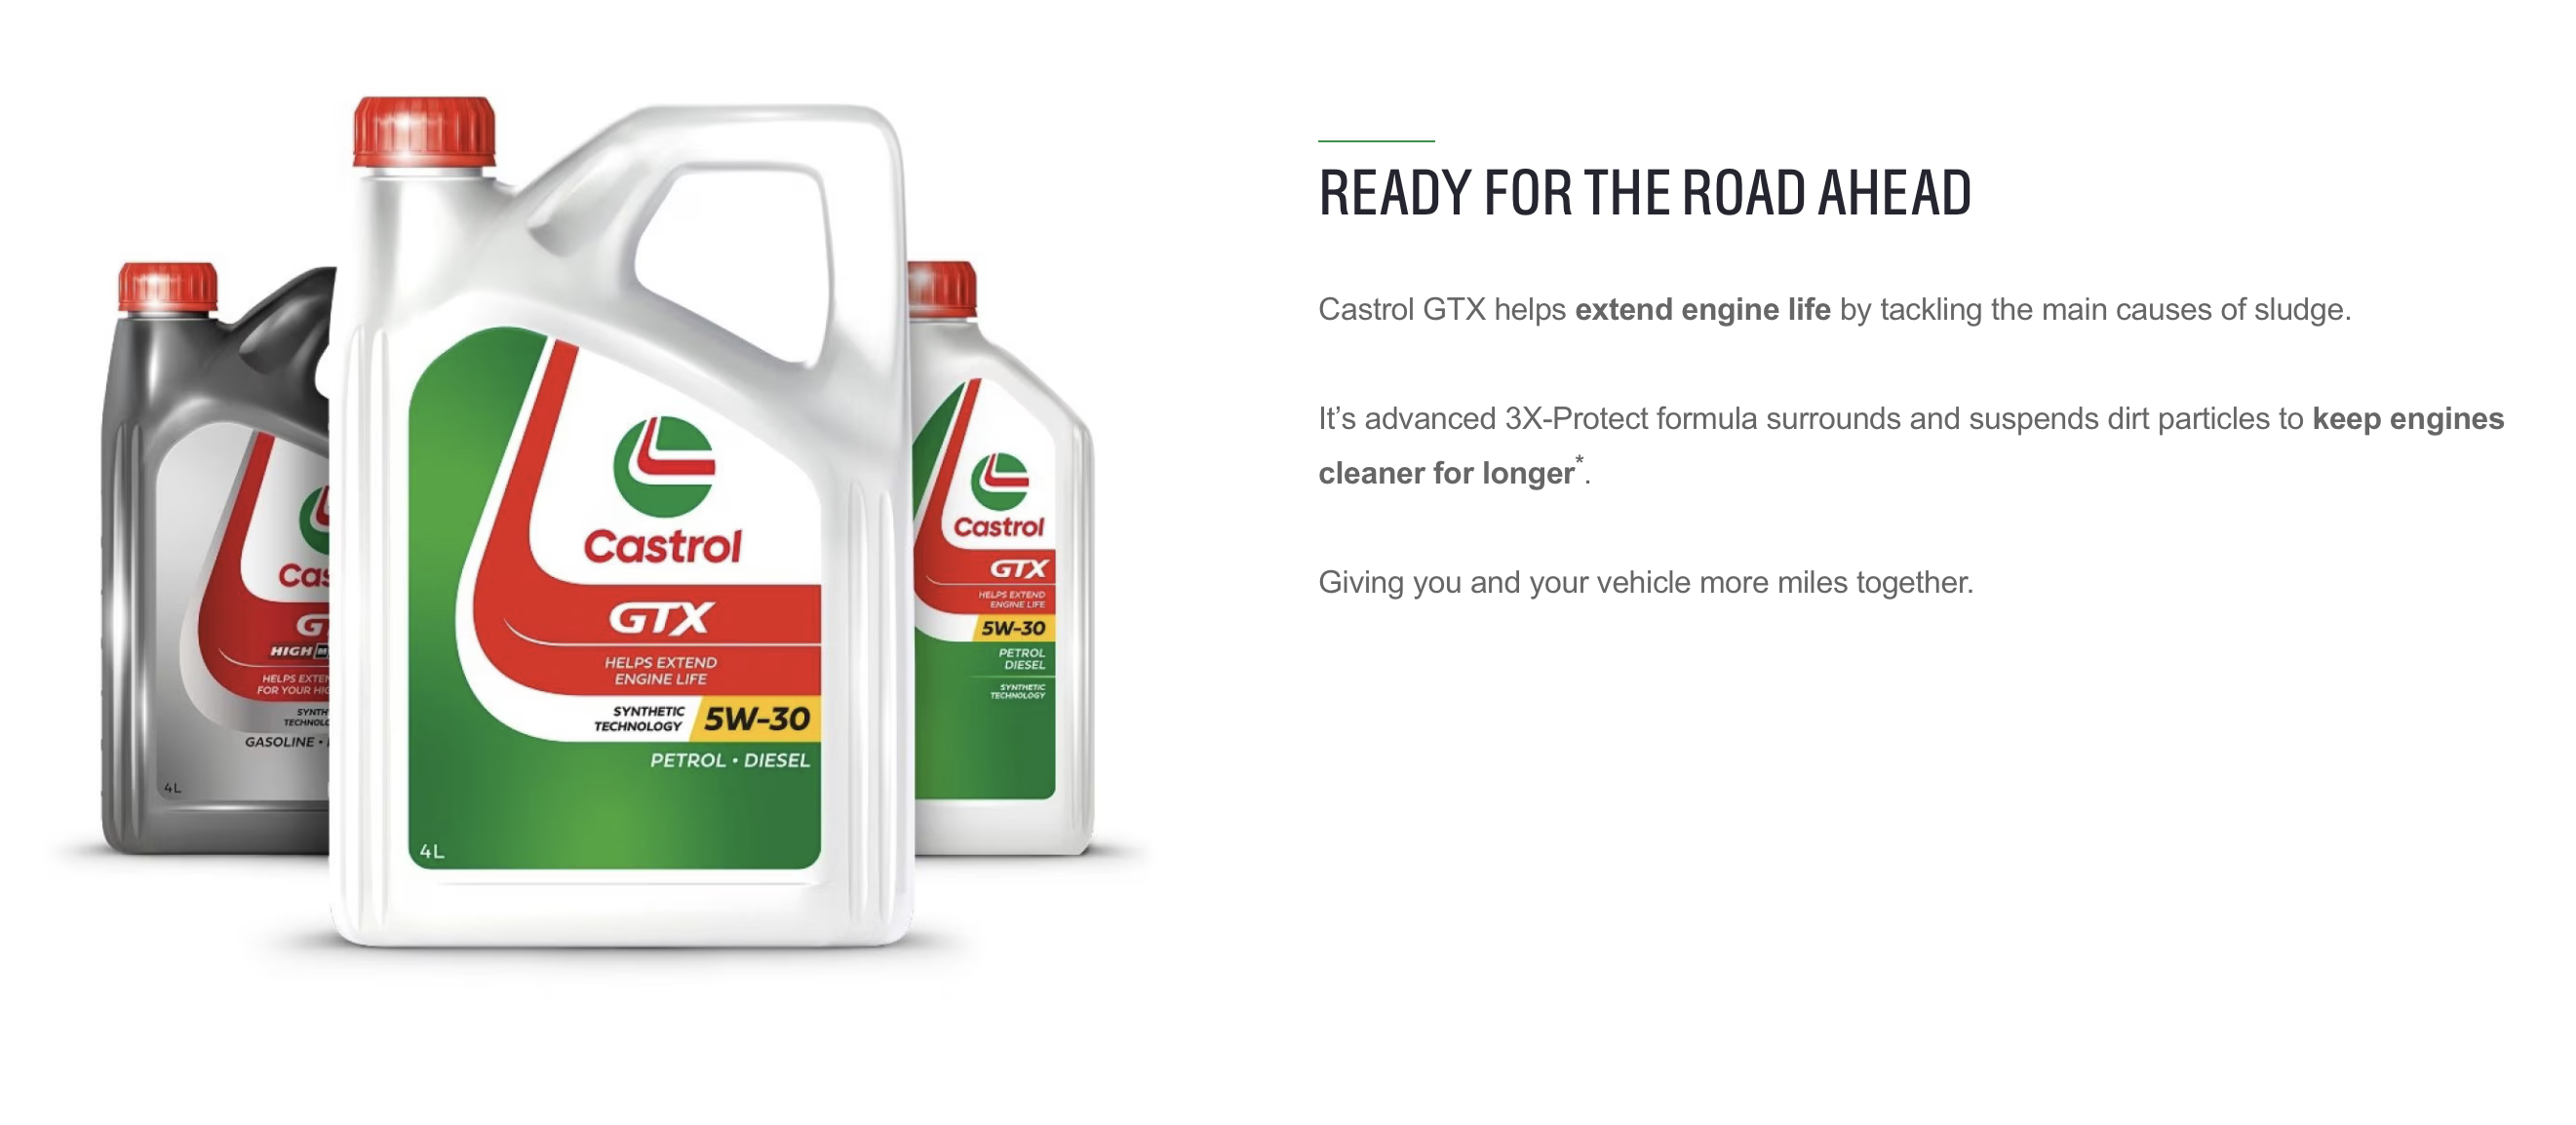 READY FOR THE ROAD AHEAD
Castrol GTX helps extend engine life by tackling the main causes of sludge.
It’s advanced 3X-Protect formula surrounds and suspends dirt particles to keep engines
cleaner for longer*.
Giving you and your vehicle more miles together.
HIGH
HELPS
FOR YOUR
GASOLINE •
4L
Castrol
GTX
HELPS EXTEND
ENGINE LIFE
SYNTHETIC
TECHNOLOGY
5W-30
PETROL • DIESEL
4L
Castrol
GTX
HELPS EXTEND
ENGINE LIFE
5W-30
PETROL
DIESEL
SYNTHETIC
TECHNOLOGY